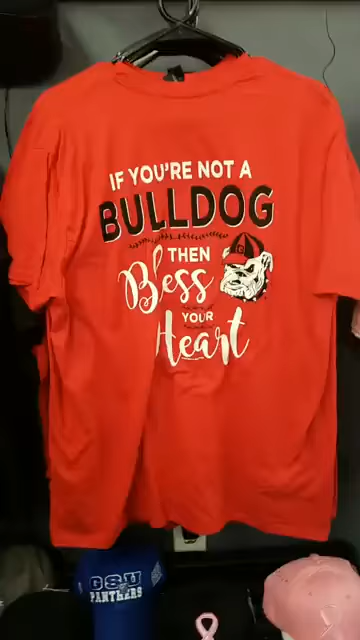 IF YOU'RE NOT A
BULLDOG
THEN
Bless
YOUR
Heart
G
GSU
PANTHERS